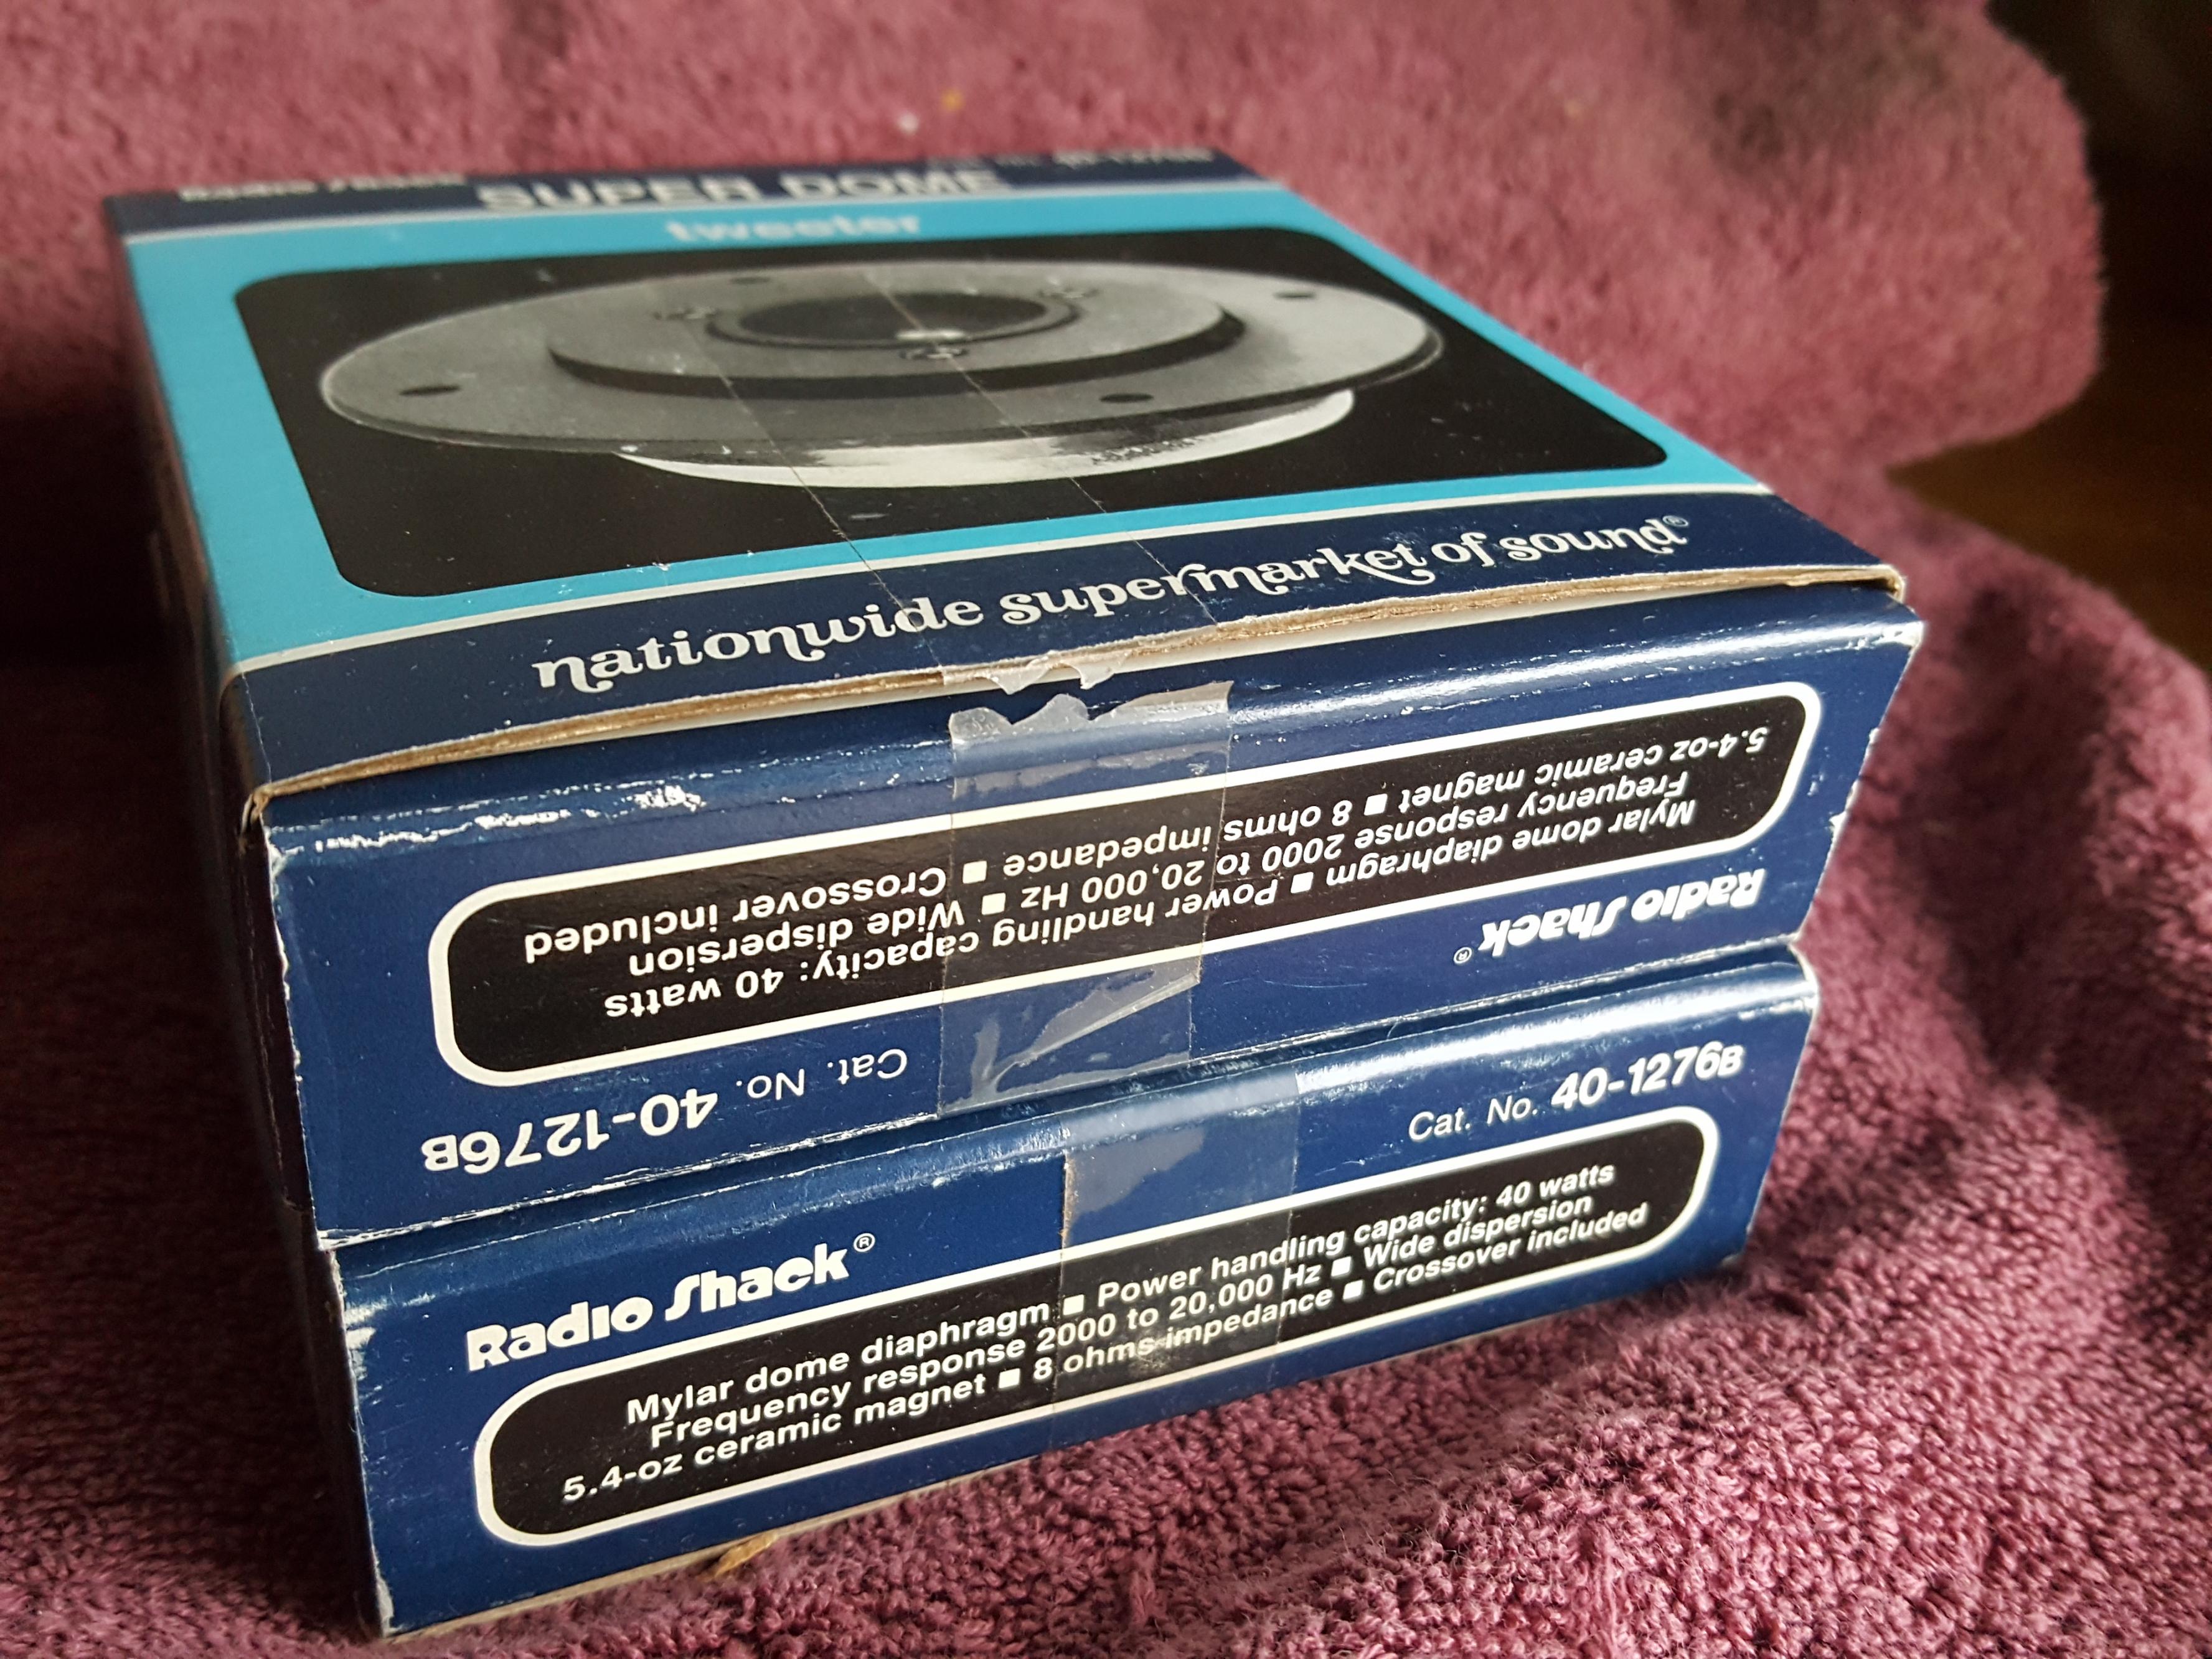 Radio Shack
SUPER DOME
tweeter
nationwide supermarket of sound®
Cat. No. 40-1276B
Radio Shack®
Mylar dome diaphragm ■ Power handling capacity: 40 watts
Frequency response 2000 to 20,000 Hz ■ Wide dispersion
5.4-oz ceramic magnet ■ 8 ohms impedance ■ Crossover included
Radio Shack®
Cat. No. 40-1276B
Mylar dome diaphragm ■ Power handling capacity: 40 watts
Frequency response 2000 to 20,000 Hz ■ Wide dispersion
5.4-oz ceramic magnet ■ 8 ohms impedance ■ Crossover included